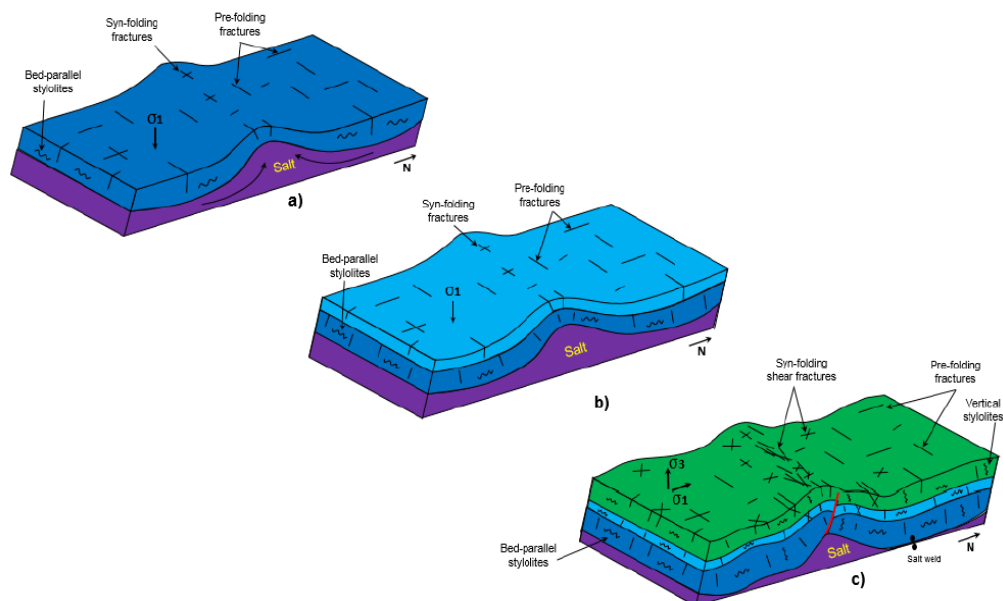 Syn-folding
fractures
Pre-folding
fractures
Bed-parallel
stylolites
σ1
Salt
N
a)
Syn-folding
fractures
Pre-folding
fractures
Bed-parallel
stylolites
σ1
Salt
N
b)
Syn-folding
shear fractures
Pre-folding
fractures
Vertical
stylolites
σ3
σ1
Bed-parallel
stylolites
Salt
Salt weld
N
c)